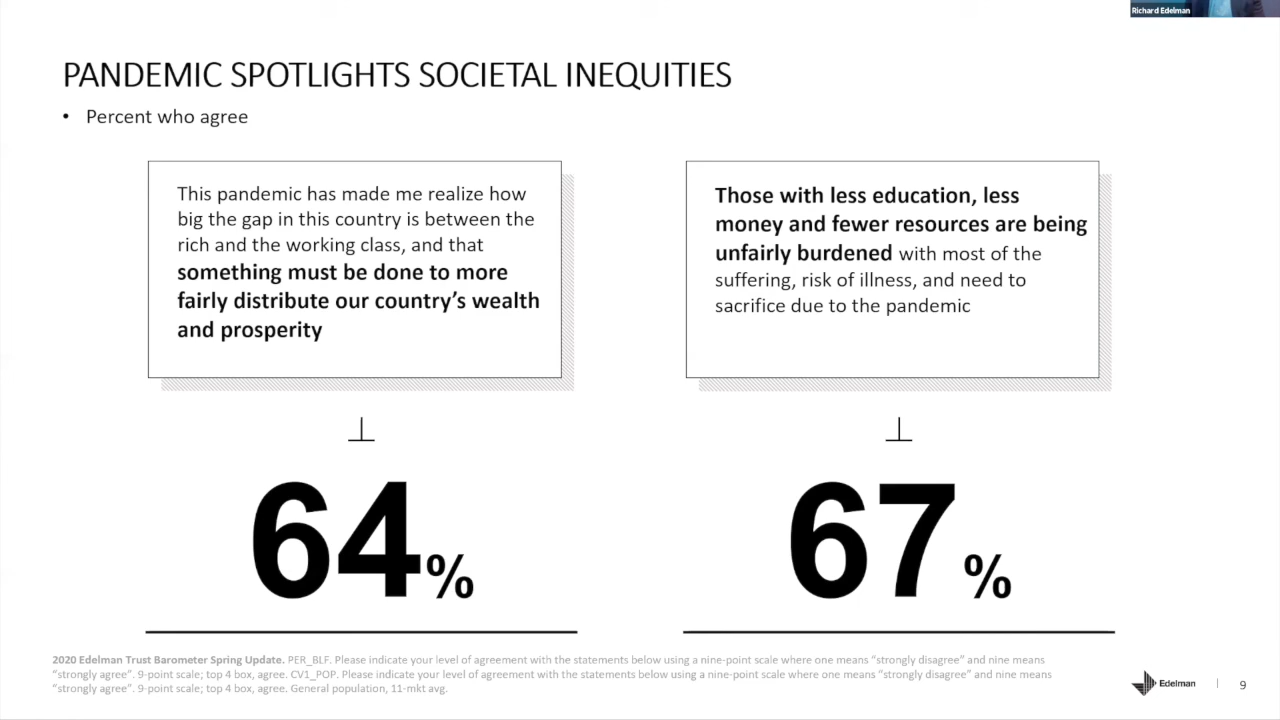 Richard Edelman
PANDEMIC SPOTLIGHTS SOCIETAL INEQUITIES
• Percent who agree
This pandemic has made me realize how
big the gap in this country is between the
rich and the working class, and that
something must be done to more
fairly distribute our country’s wealth
and prosperity
64%
Those with less education, less
money and fewer resources are being
unfairly burdened with most of the
suffering, risk of illness, and need to
sacrifice due to the pandemic
67%
2020 Edelman Trust Barometer Spring Update. PER_BLF. Please indicate your level of agreement with the statements below using a nine-point scale where one means “strongly disagree” and nine means
“strongly agree”. 9-point scale; top 4 box, agree. CV1_POP. Please indicate your level of agreement with the statements below using a nine-point scale where one means “strongly disagree” and nine means
“strongly agree”. 9-point scale; top 4 box, agree. General population, 11-mkt avg.
Edelman
9